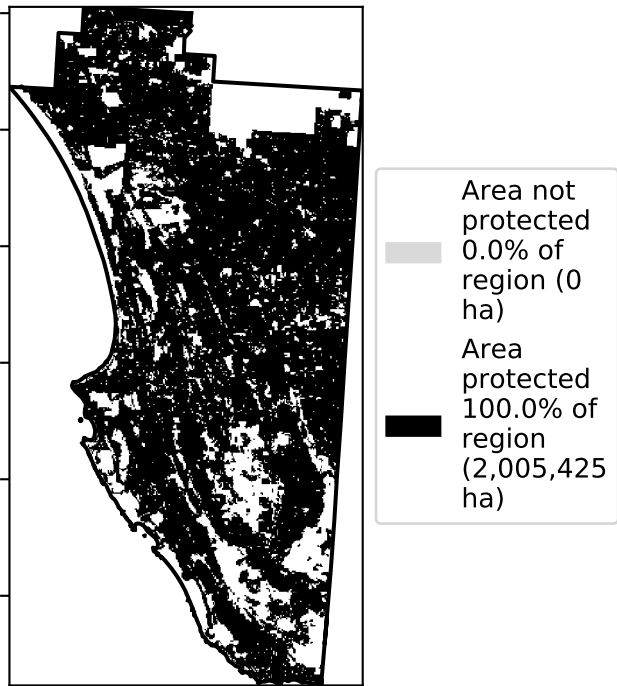 Area not
protected
0.0% of
region (0
ha)
Area
protected
100.0% of
region
(2,005,425
ha)